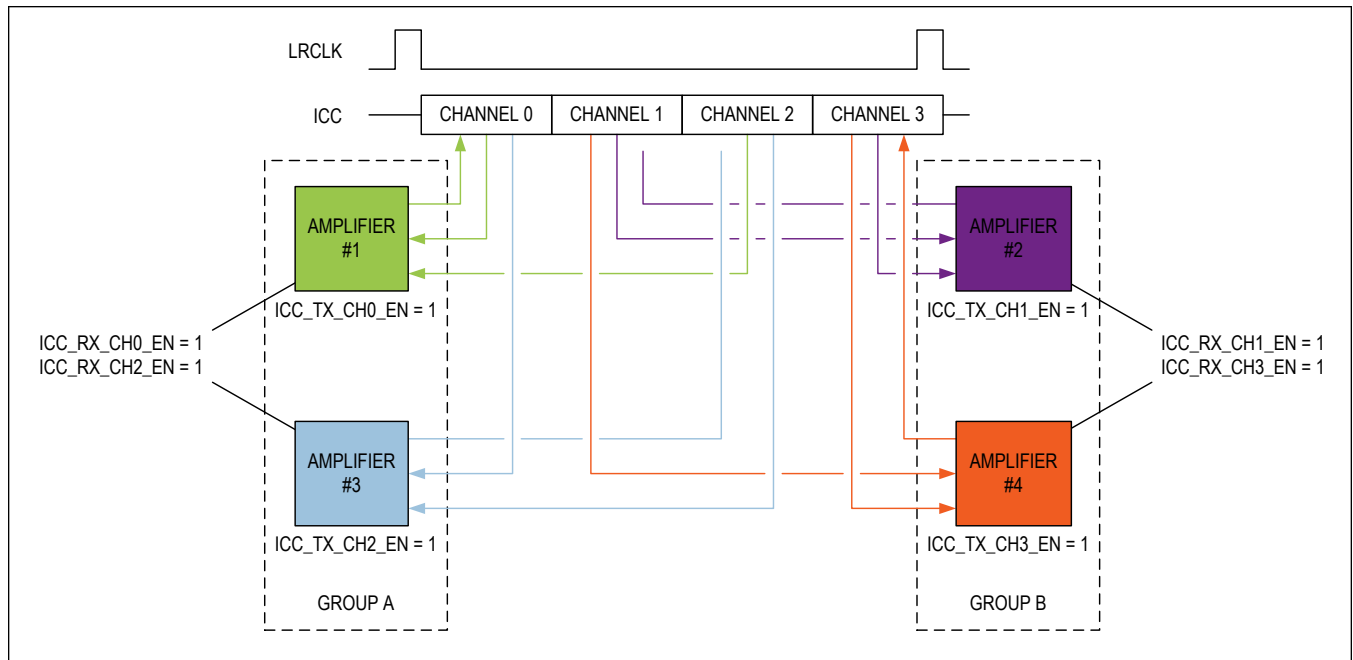 LRCLK
ICC
CHANNEL 0
CHANNEL 1
CHANNEL 2
CHANNEL 3
AMPLIFIER
#1
ICC_TX_CH0_EN = 1
AMPLIFIER
#2
ICC_TX_CH1_EN = 1
ICC_RX_CH0_EN = 1
ICC_RX_CH2_EN = 1
ICC_RX_CH1_EN = 1
ICC_RX_CH3_EN = 1
AMPLIFIER
#3
ICC_TX_CH2_EN = 1
AMPLIFIER
#4
ICC_TX_CH3_EN = 1
GROUP A
GROUP B